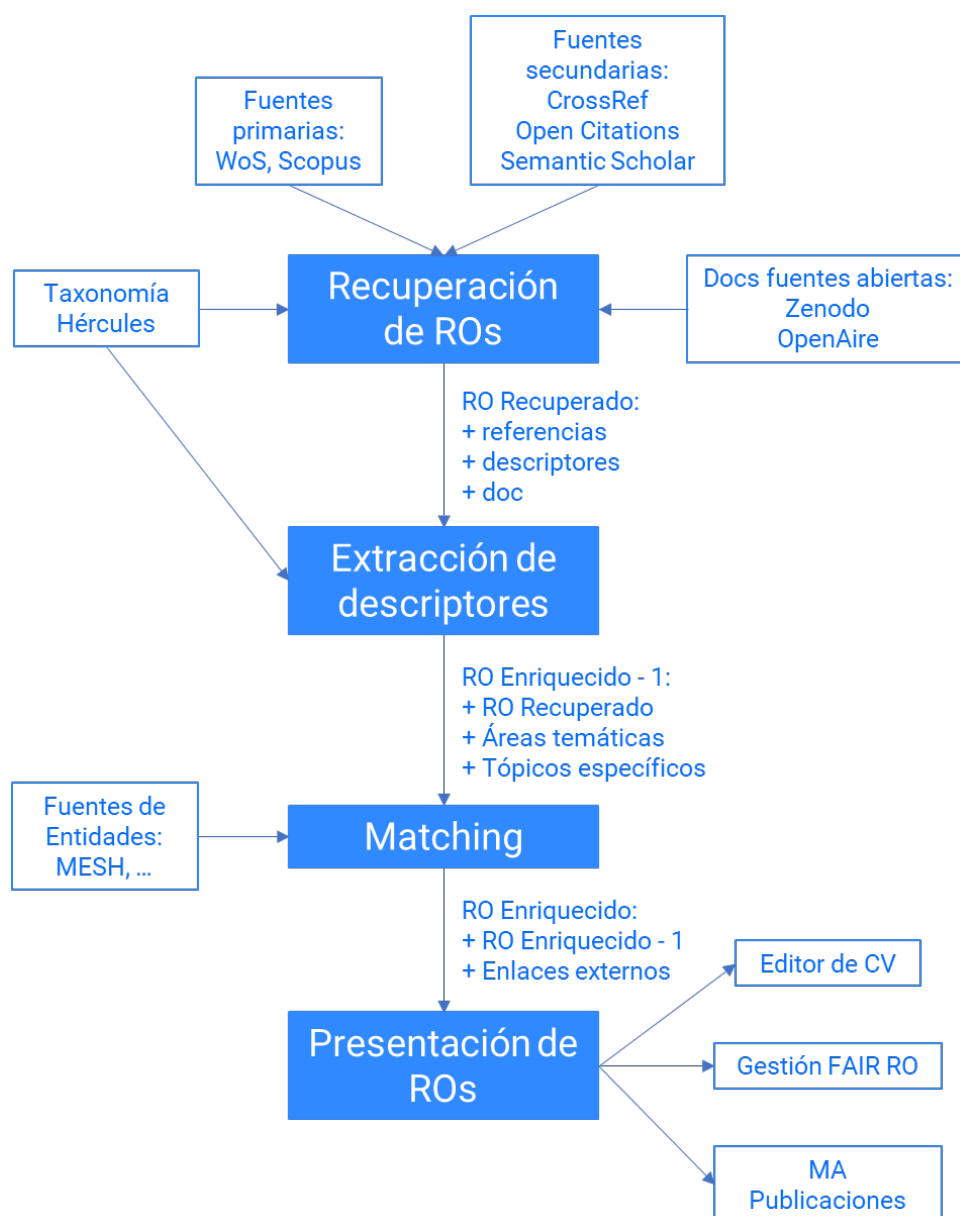 Fuentes
primarias:
WoS, Scopus
Fuentes
secundarias:
CrossRef
Open Citations
Semantic Scholar
Taxonomía
Hércules
Recuperación
de ROs
Docs fuentes abiertas:
Zenodo
OpenAire
RO Recuperado:
+ referencias
+ descriptores
+ doc
Extracción de
descriptores
RO Enriquecido - 1:
+ RO Recuperado
+ Áreas temáticas
+ Tópicos específicos
Fuentes de
Entidades:
MESH, ...
Matching
RO Enriquecido:
+ RO Enriquecido - 1
+ Enlaces externos
Presentación de
ROs
Editor de CV
Gestión FAIR RO
MA
Publicaciones